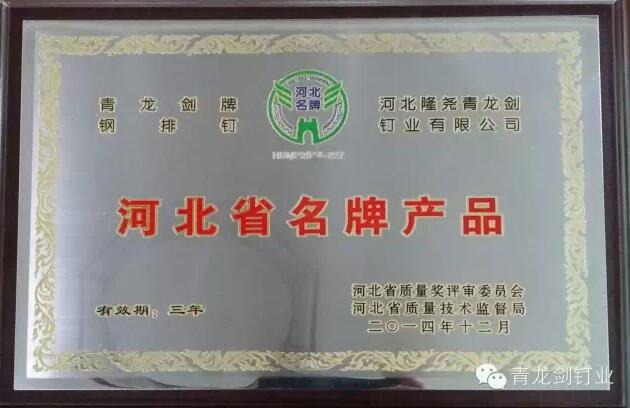 青龙剑牌
钢排钉
河北
名牌
河北隆尧青龙剑
钉业有限公司
河北省名牌产品
有效期：三年
河北省质量奖评审委员会
河北省质量技术监督局
二〇一四年十二月
青龙剑钉业